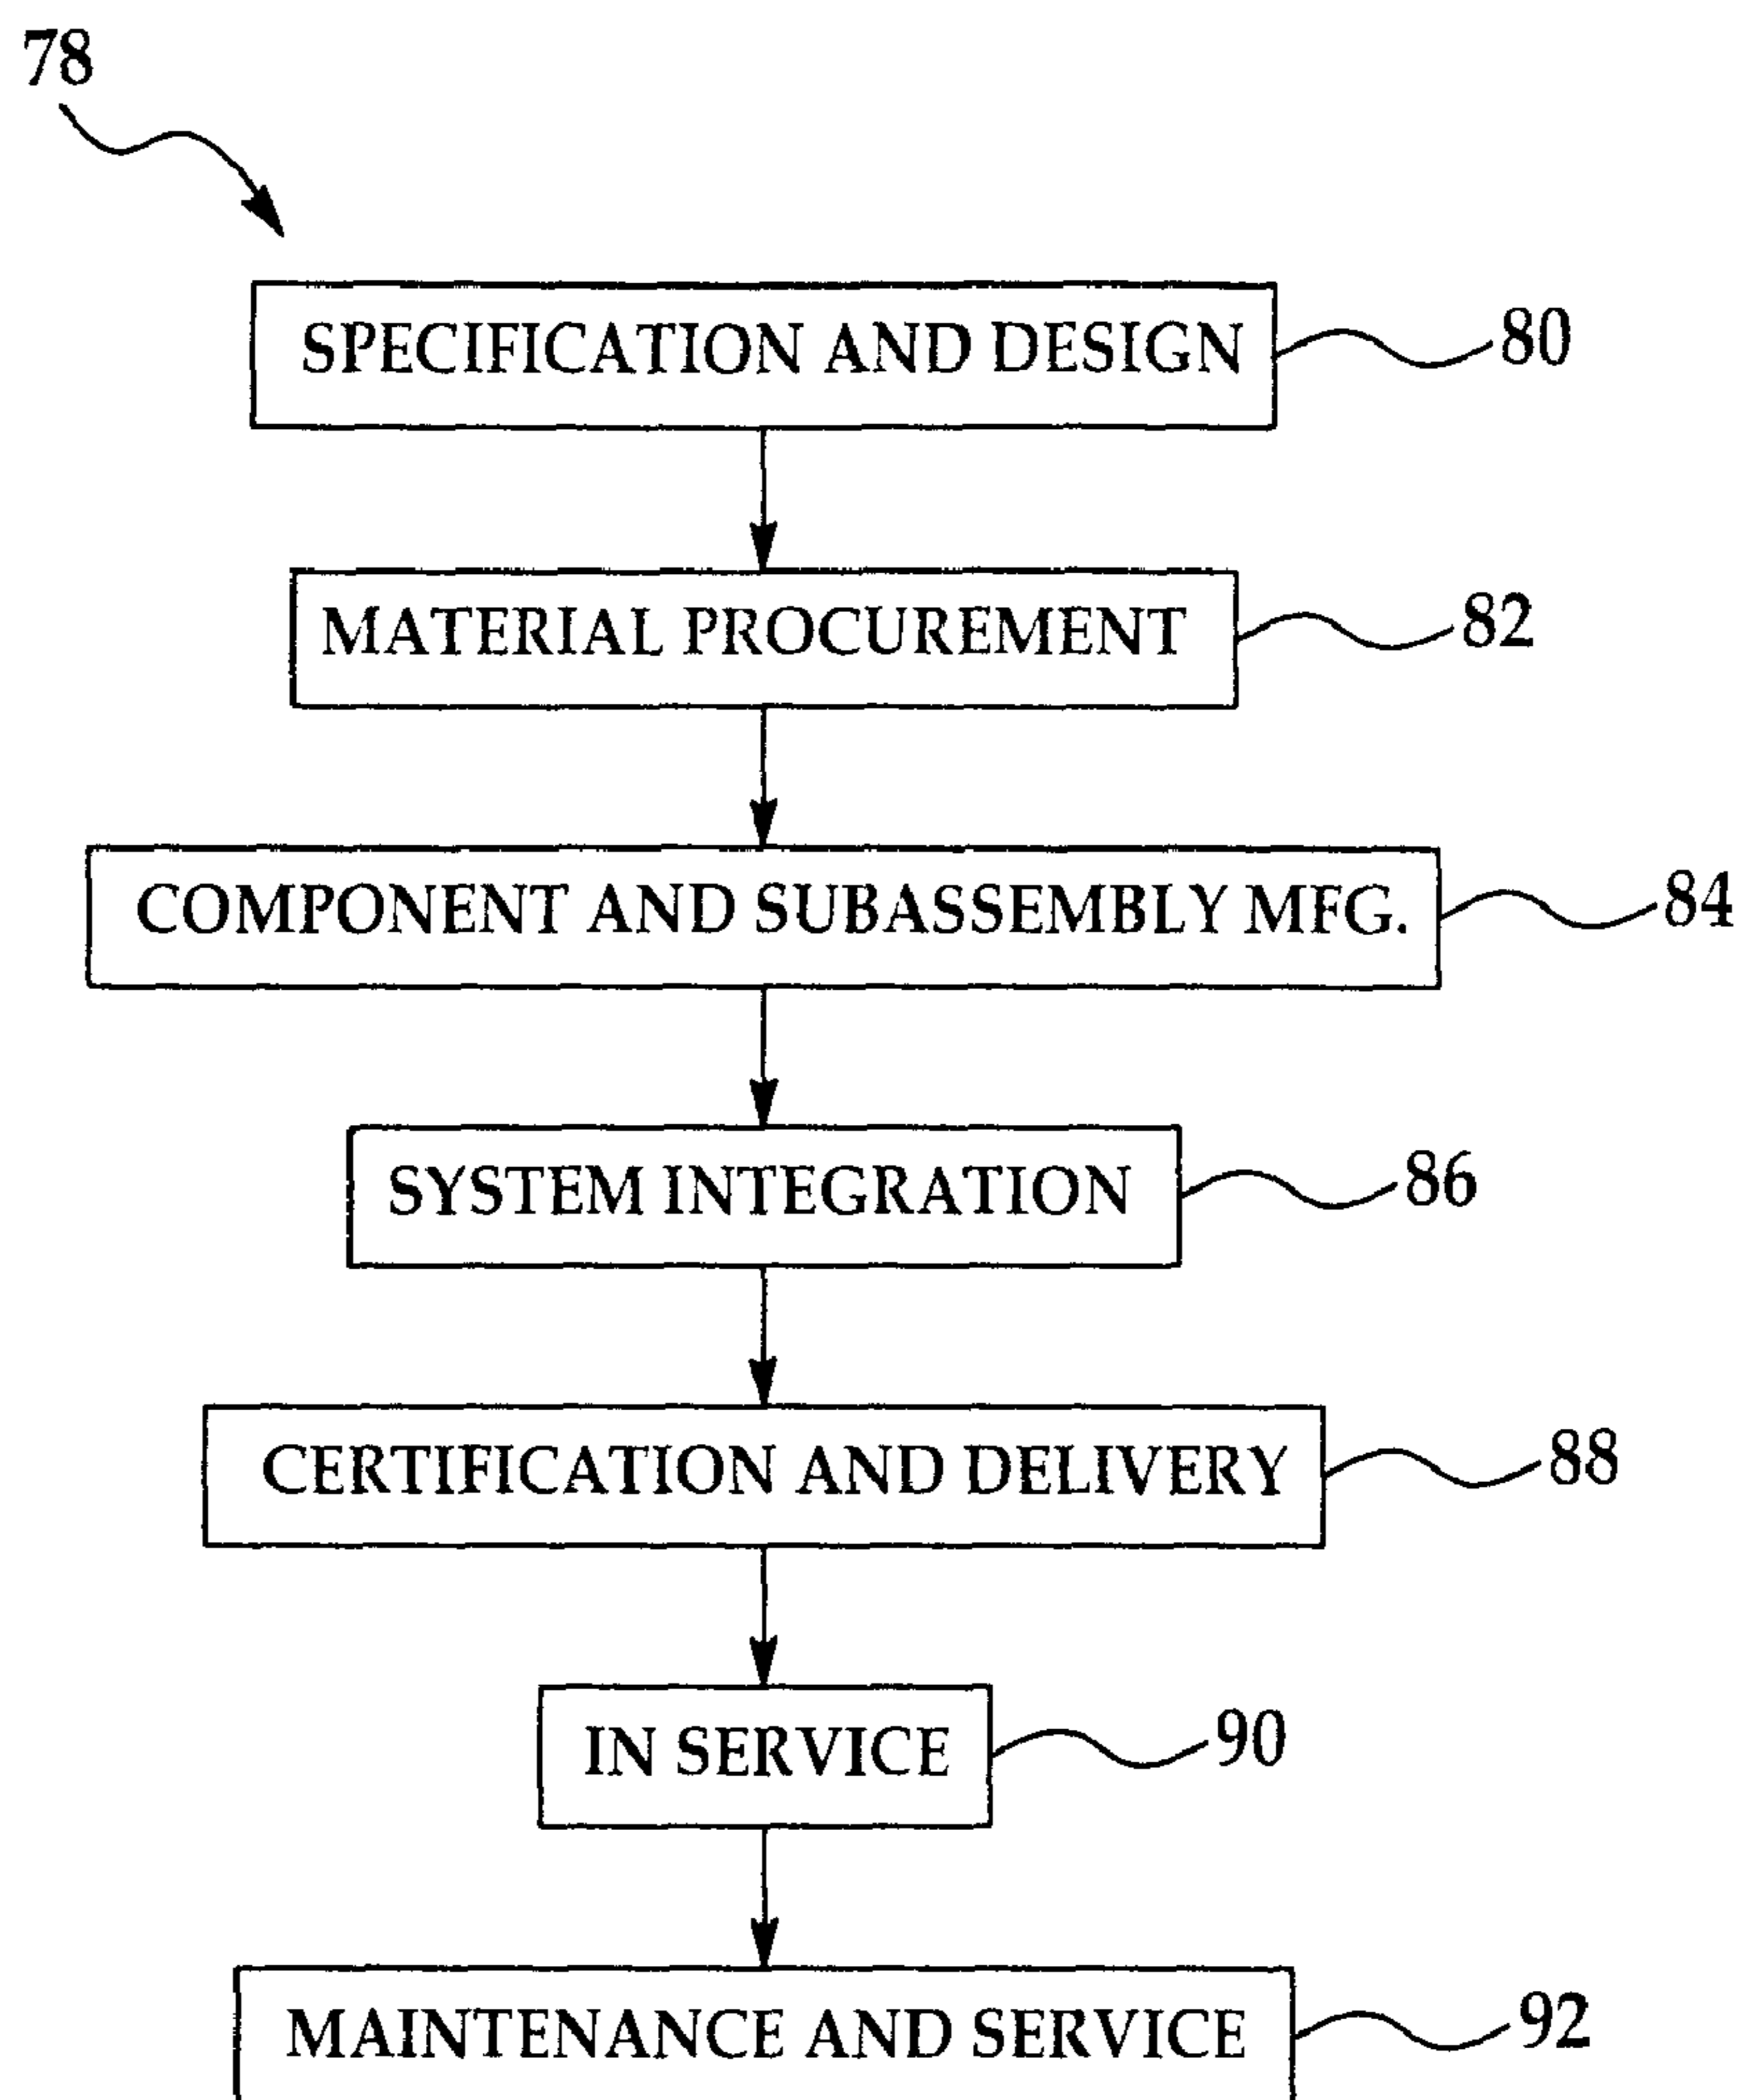 78
SPECIFICATION AND DESIGN 80
MATERIAL PROCUREMENT 82
COMPONENT AND SUBASSEMBLY MFG. 84
SYSTEM INTEGRATION 86
CERTIFICATION AND DELIVERY 88
IN SERVICE 90
MAINTENANCE AND SERVICE 92